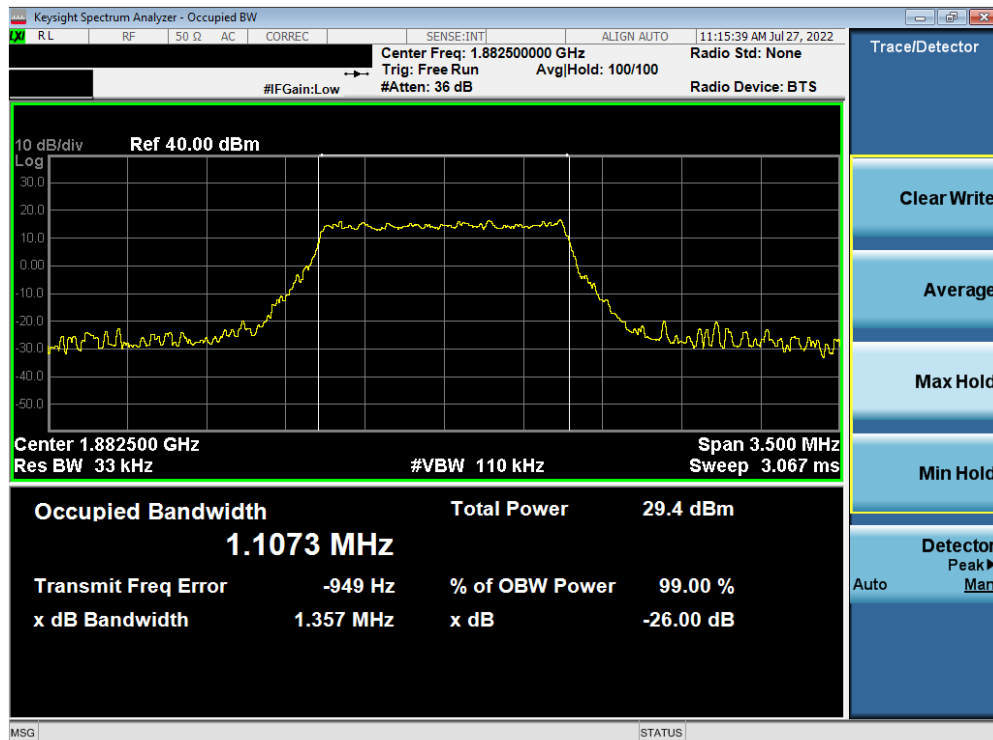 Keysight Spectrum Analyzer - Occupied BW
LXI RL RF 50 Ω AC CORREC SENSE:INT ALIGN AUTO 11:15:39 AM Jul 27, 2022
Center Freq: 1.882500000 GHz Radio Std: None
Trig: Free Run Avg|Hold: 100/100
#IFGain:Low #Atten: 36 dB Radio Device: BTS
Trace/Detector
10 dB/div Ref 40.00 dBm
Log
30.0
20.0
10.0
0.00
-10.0
-20.0
-30.0
-40.0
-50.0
Center 1.882500 GHz Span 3.500 MHz
Res BW 33 kHz #VBW 110 kHz Sweep 3.067 ms
Occupied Bandwidth Total Power 29.4 dBm
1.1073 MHz
Transmit Freq Error -949 Hz % of OBW Power 99.00 %
x dB Bandwidth 1.357 MHz x dB -26.00 dB
Clear Write
Average
Max Hold
Min Hold
Detector
Peak▶
Auto Man
MSG STATUS